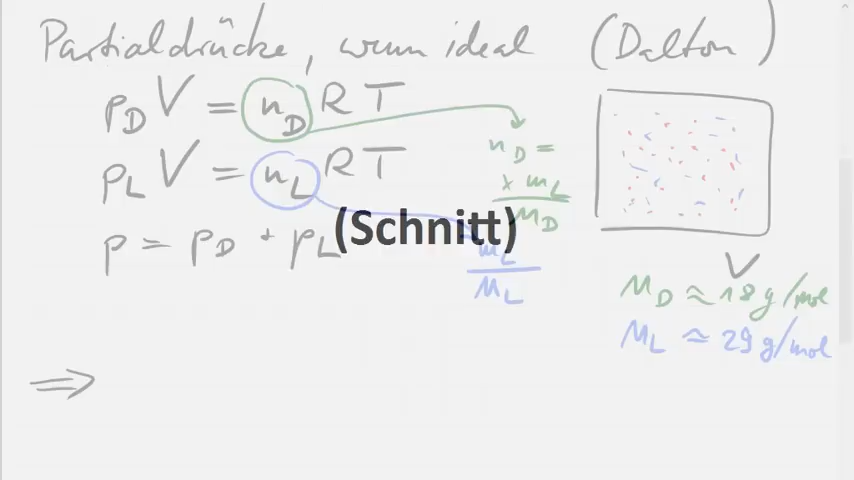 Partialdrücke, wenn ideal (Dalton)
p_D V = n_D R T
n_D =
x m_L
M_D
p_L V = n_L R T
m_L
M_L
p = p_D + p_L
(Schnitt)
V
M_D ≈ 18 g/mol
M_L ≈ 29 g/mol
⇒